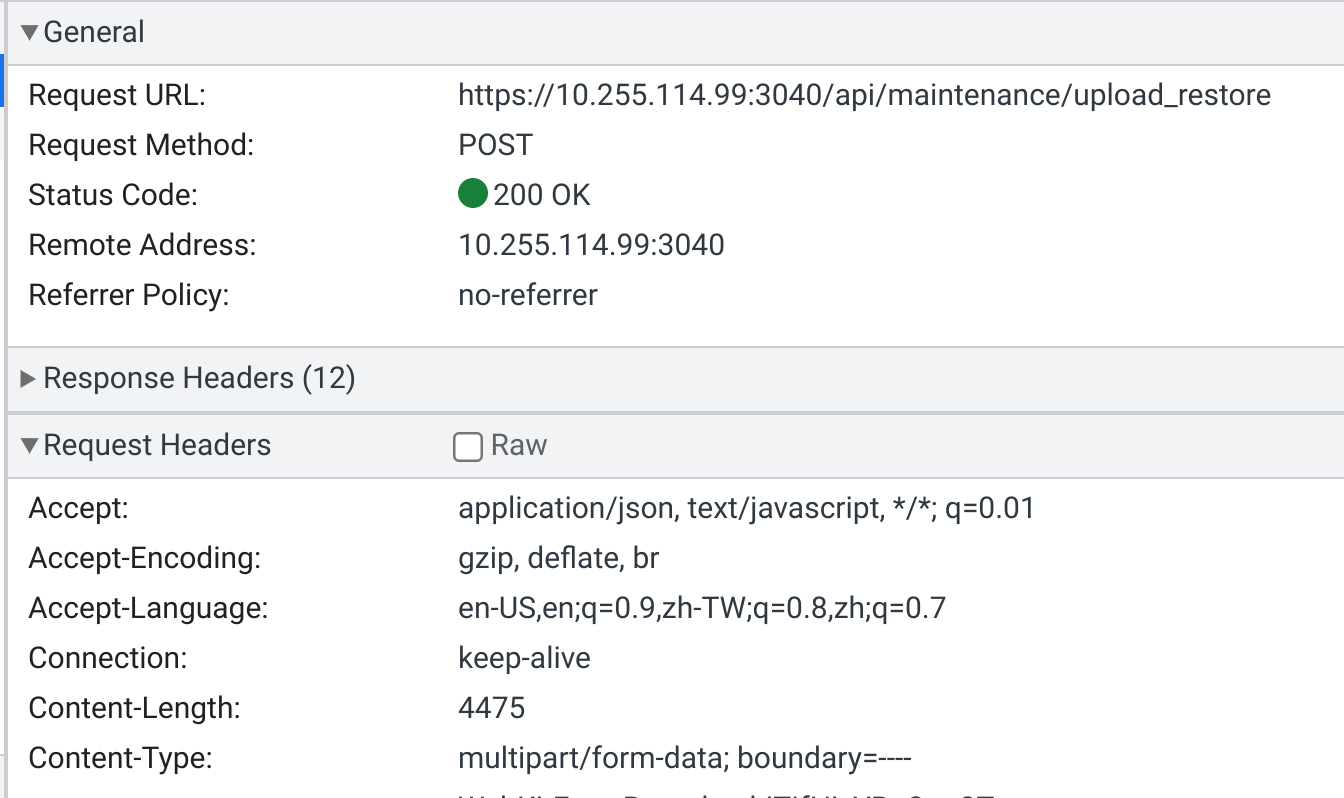 General
Request URL: https://10.255.114.99:3040/api/maintenance/upload_restore
Request Method: POST
Status Code: 200 OK
Remote Address: 10.255.114.99:3040
Referrer Policy: no-referrer
Response Headers (12)
Request Headers Raw
Accept: application/json, text/javascript, */*; q=0.01
Accept-Encoding: gzip, deflate, br
Accept-Language: en-US,en;q=0.9,zh-TW;q=0.8,zh;q=0.7
Connection: keep-alive
Content-Length: 4475
Content-Type: multipart/form-data; boundary=----